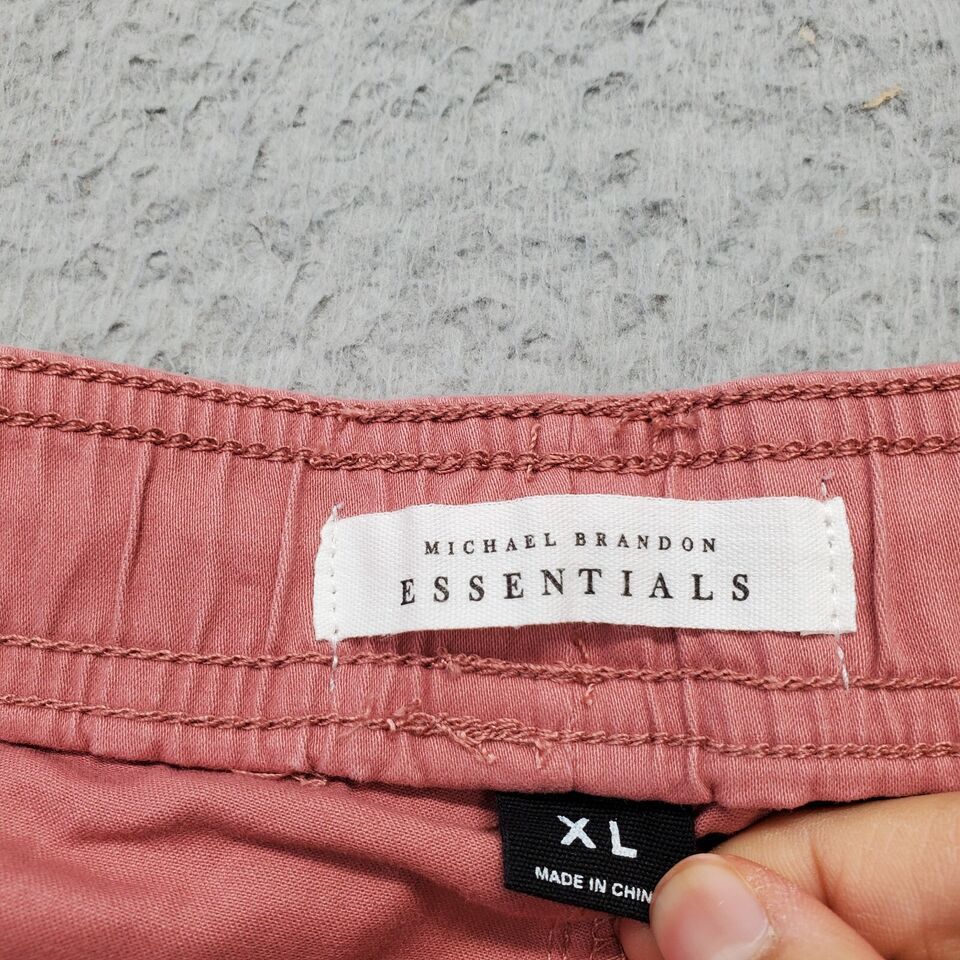 MICHAEL BRANDON
ESSENTIALS
XL
MADE IN CHIN